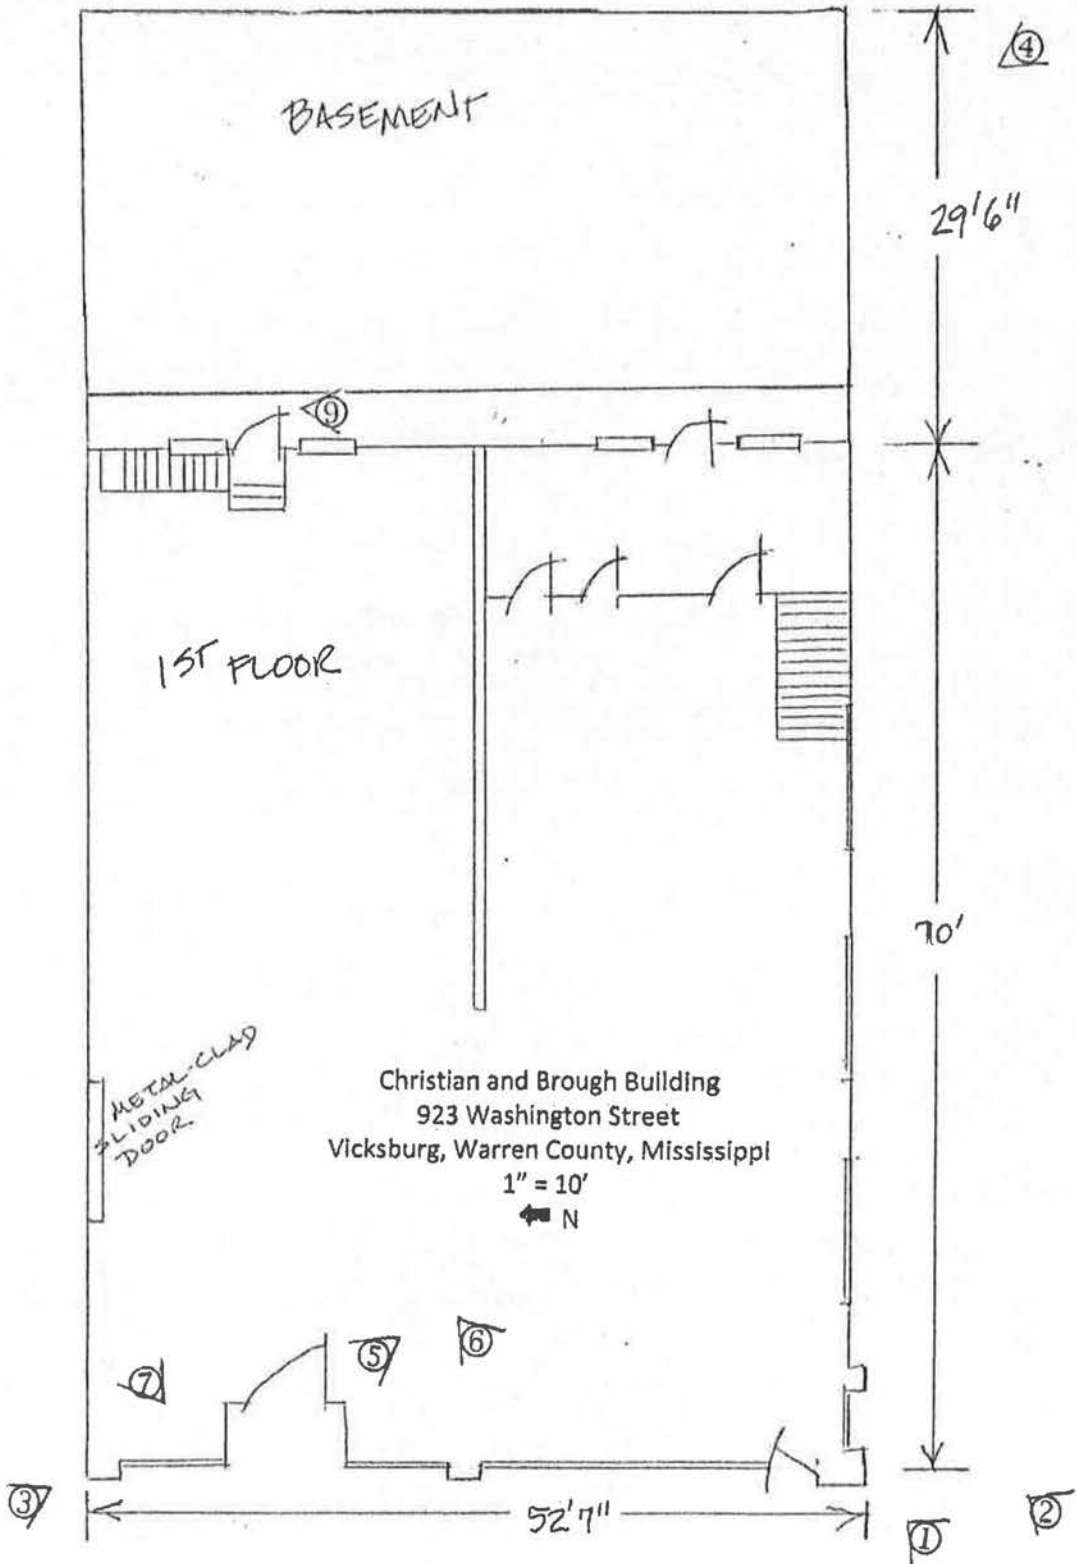 ④
BASEMENT
29'6"
⑨
1ST FLOOR
70'
METAL-CLAD
SLIDING
DOOR
Christian and Brough Building
923 Washington Street
Vicksburg, Warren County, Mississippi
1" = 10'
N
⑥
⑤
⑦
③
52'7"
②
①